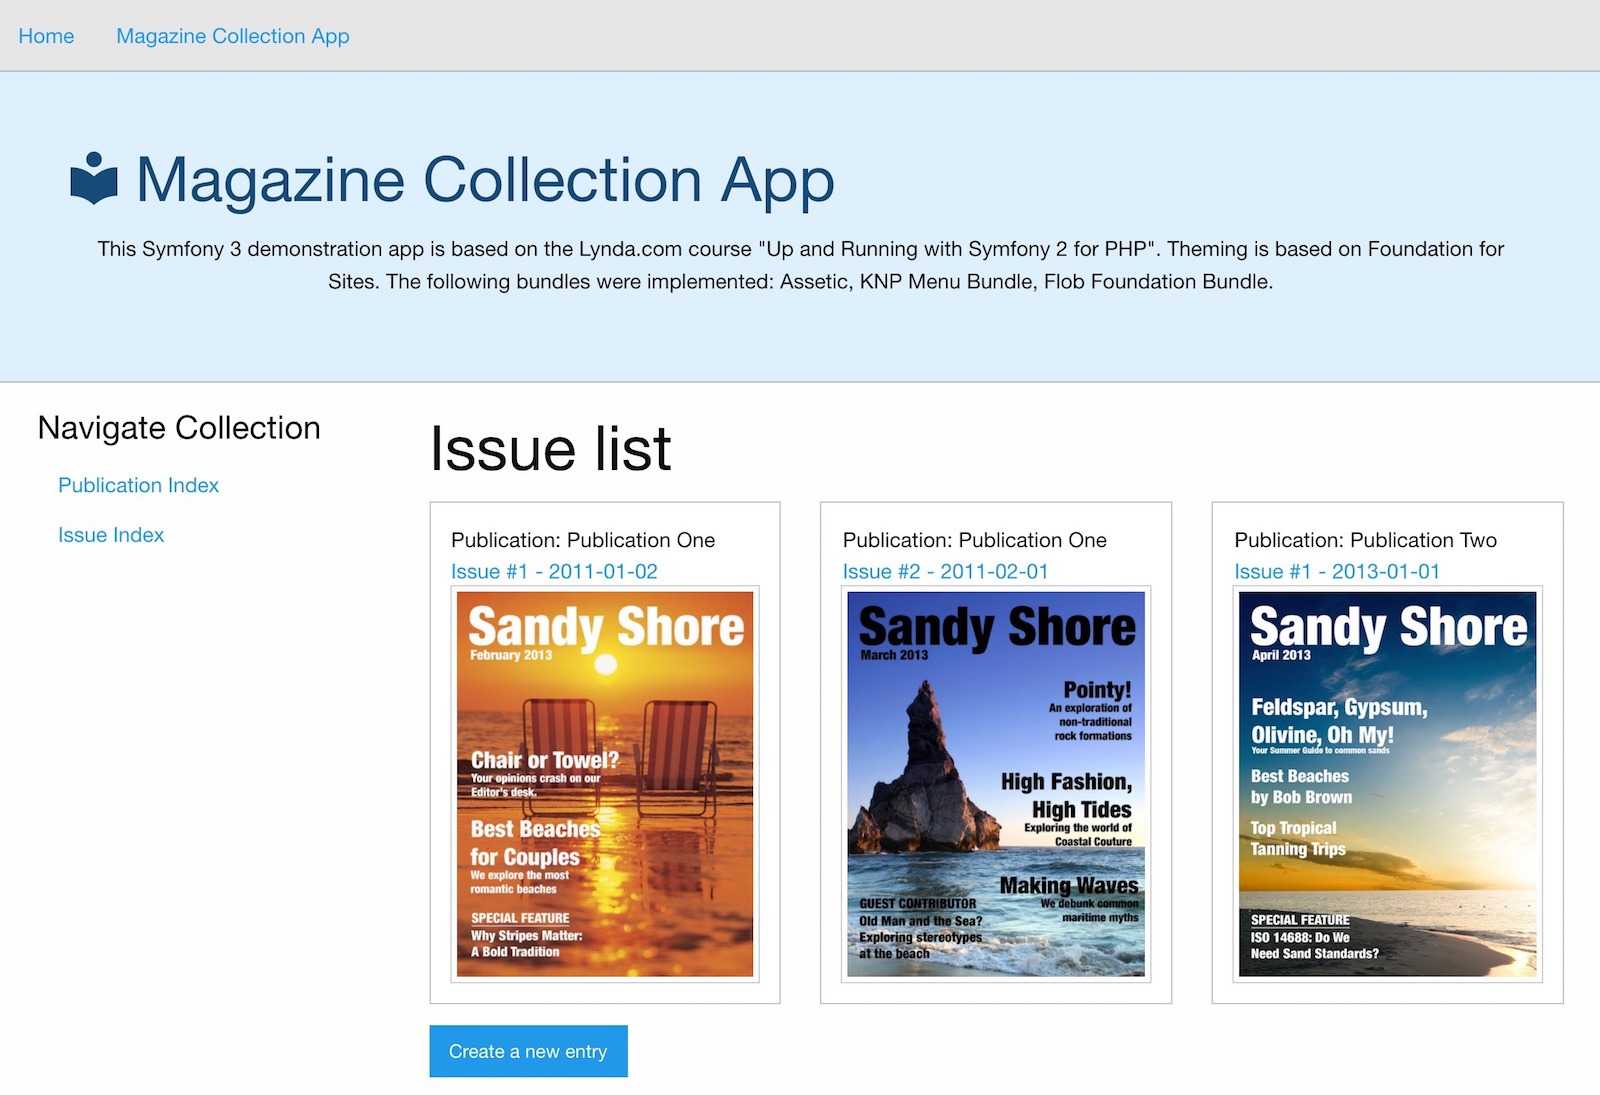 Home
Magazine Collection App
Magazine Collection App
This Symfony 3 demonstration app is based on the Lynda.com course "Up and Running with Symfony 2 for PHP". Theming is based on Foundation for
Sites. The following bundles were implemented: Assetic, KNP Menu Bundle, Flob Foundation Bundle.
Navigate Collection
Publication Index
Issue Index
Issue list
Publication: Publication One
Issue #1 - 2011-01-02
Sandy Shore
February 2013
Chair or Towel?
Your opinions crash on our
Editor's desk.
Best Beaches
for Couples
We explore the most
romantic beaches
SPECIAL FEATURE
Why Stripes Matter:
A Bold Tradition
Publication: Publication One
Issue #2 - 2011-02-01
Sandy Shore
March 2013
Pointy!
An exploration of
non-traditional
rock formations
High Fashion,
High Tides
Exploring the world of
Coastal Couture
Making Waves
We debunk common
maritime myths
GUEST CONTRIBUTOR
Old Man and the Sea?
Exploring stereotypes
at the beach
Publication: Publication Two
Issue #1 - 2013-01-01
Sandy Shore
April 2013
Feldspar, Gypsum,
Olivine, Oh My!
Your Summer Guide to common sands
Best Beaches
by Bob Brown
Top Tropical
Tanning Trips
SPECIAL FEATURE
ISO 14688: Do We
Need Sand Standards?
Create a new entry